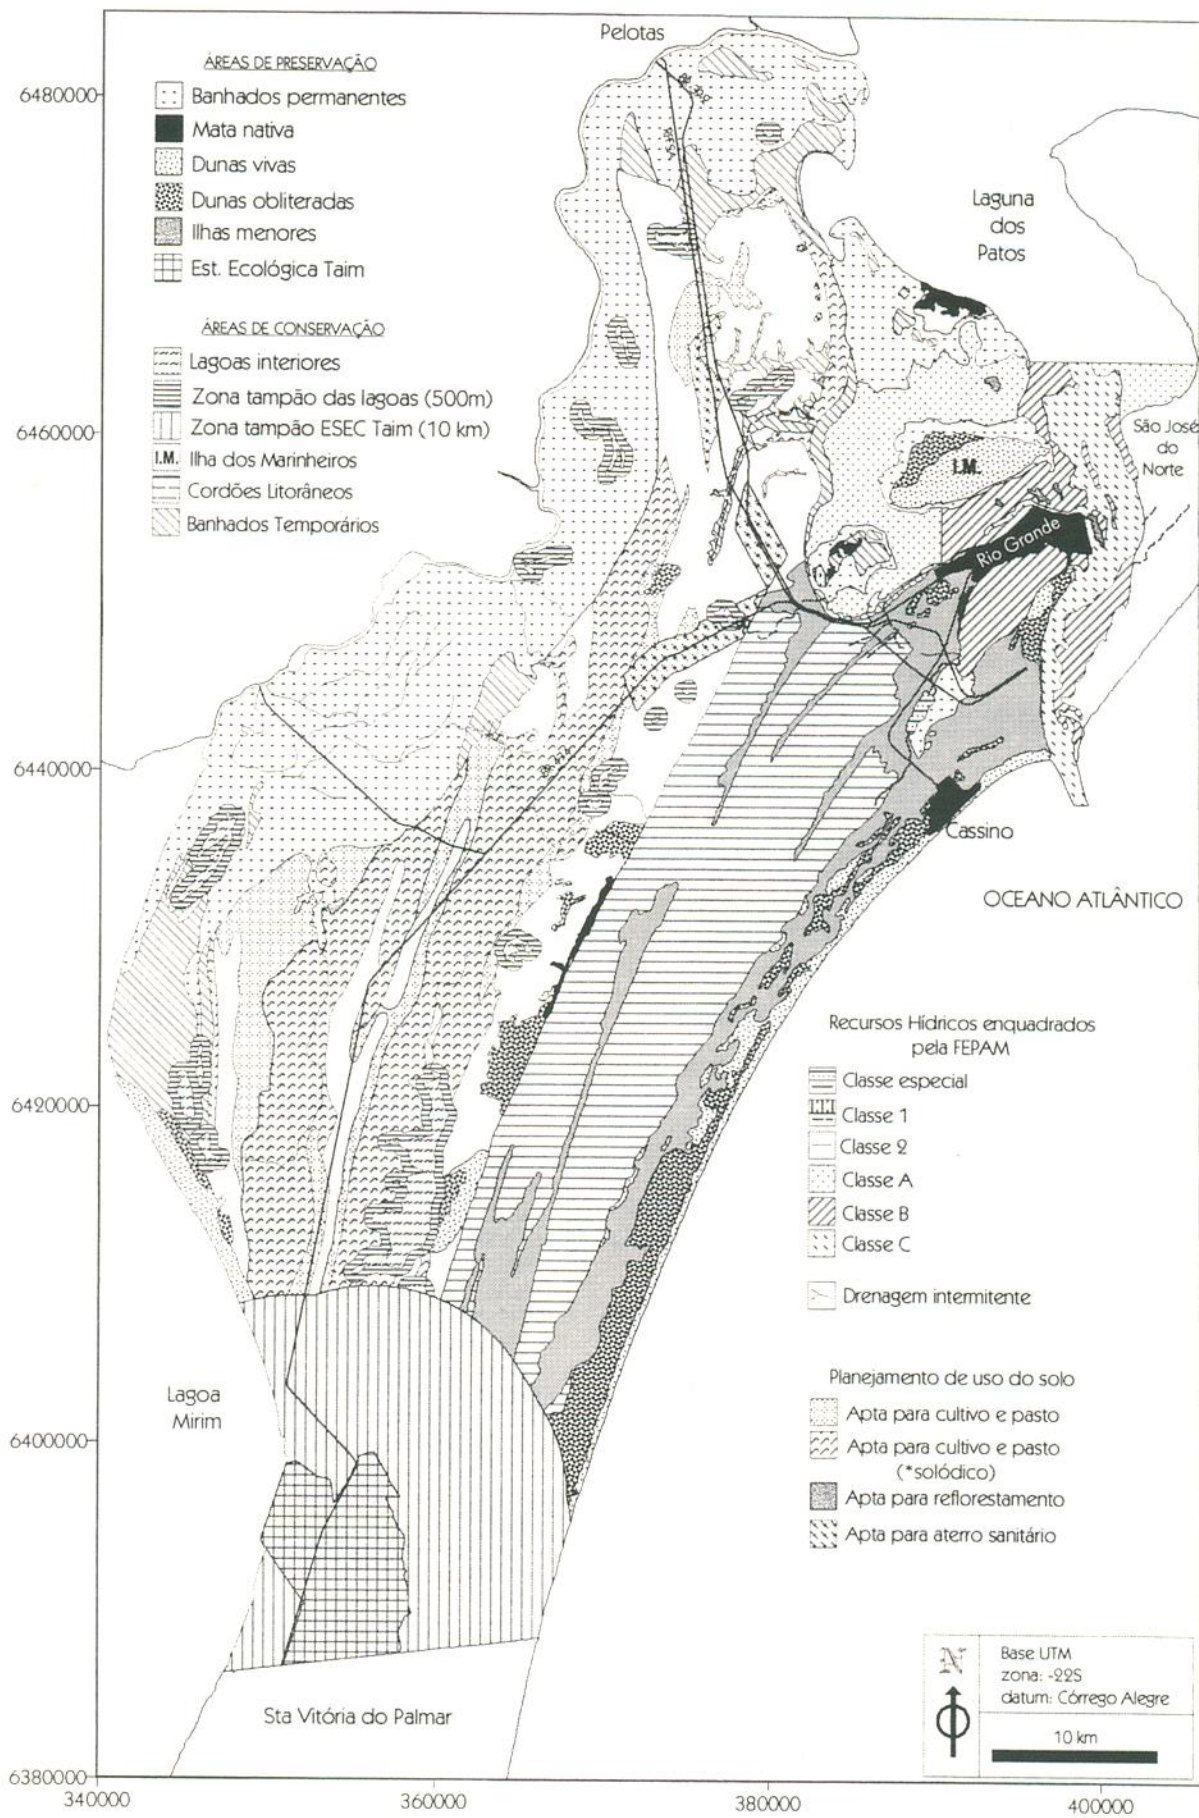 Pelotas
ÁREAS DE PRESERVAÇÃO
Banhados permanentes
Mata nativa
Dunas vivas
Dunas obliteradas
Ilhas menores
Est. Ecológica Taim
ÁREAS DE CONSERVAÇÃO
Lagoas interiores
Zona tampão das lagoas (500m)
Zona tampão ESEC Taim (10 km)
I.M. Ilha dos Marinheiros
Cordões Litorâneos
Banhados Temporários
6480000
6460000
6440000
6420000
6400000
6380000
Laguna
dos
Patos
São José
do
Norte
I.M.
Rio Grande
Cassino
OCEANO ATLÂNTICO
Recursos Hídricos enquadrados
pela FEPAM
Classe especial
Classe 1
Classe 2
Classe A
Classe B
Classe C
Drenagem intermitente
Planejamento de uso do solo
Apta para cultivo e pasto
Apta para cultivo e pasto
(*solódico)
Apta para reflorestamento
Apta para aterro sanitário
Lagoa
Mirim
Sta Vitória do Palmar
N
Base UTM
zona: -22S
datum: Córrego Alegre
10 km
340000
360000
380000
400000